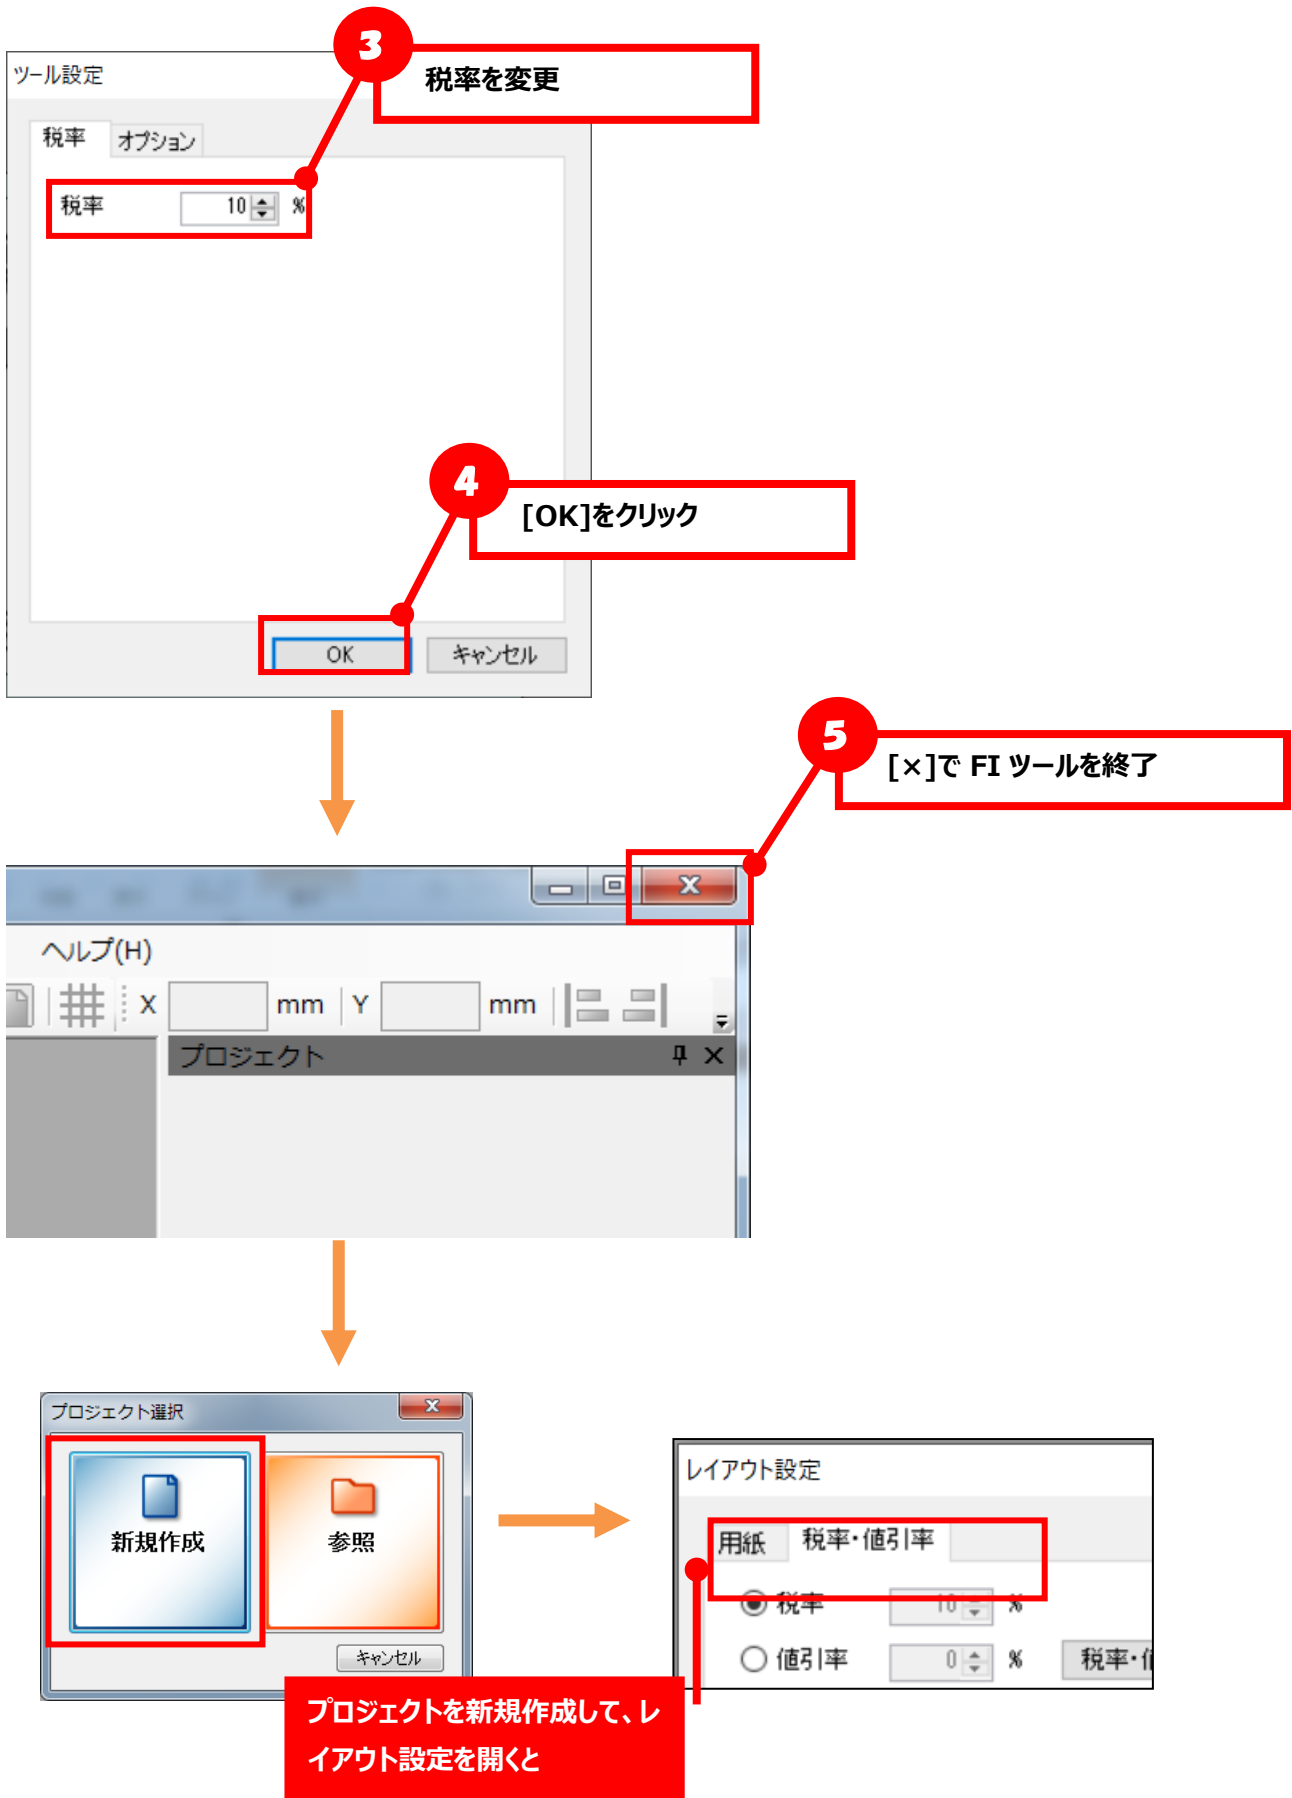 3
税率を変更
ツール設定
税率 オプション
税率 10 %
4
[OK]をクリック
OK キャンセル
5
[×]で FI ツールを終了
ヘルプ(H)
X mm Y mm
プロジェクト
プロジェクト選択
新規作成 参照
キャンセル
レイアウト設定
用紙 税率・値引率
税率 10 %
値引率 0 % 税率・
プロジェクトを新規作成して、レ
イアウト設定を開くと